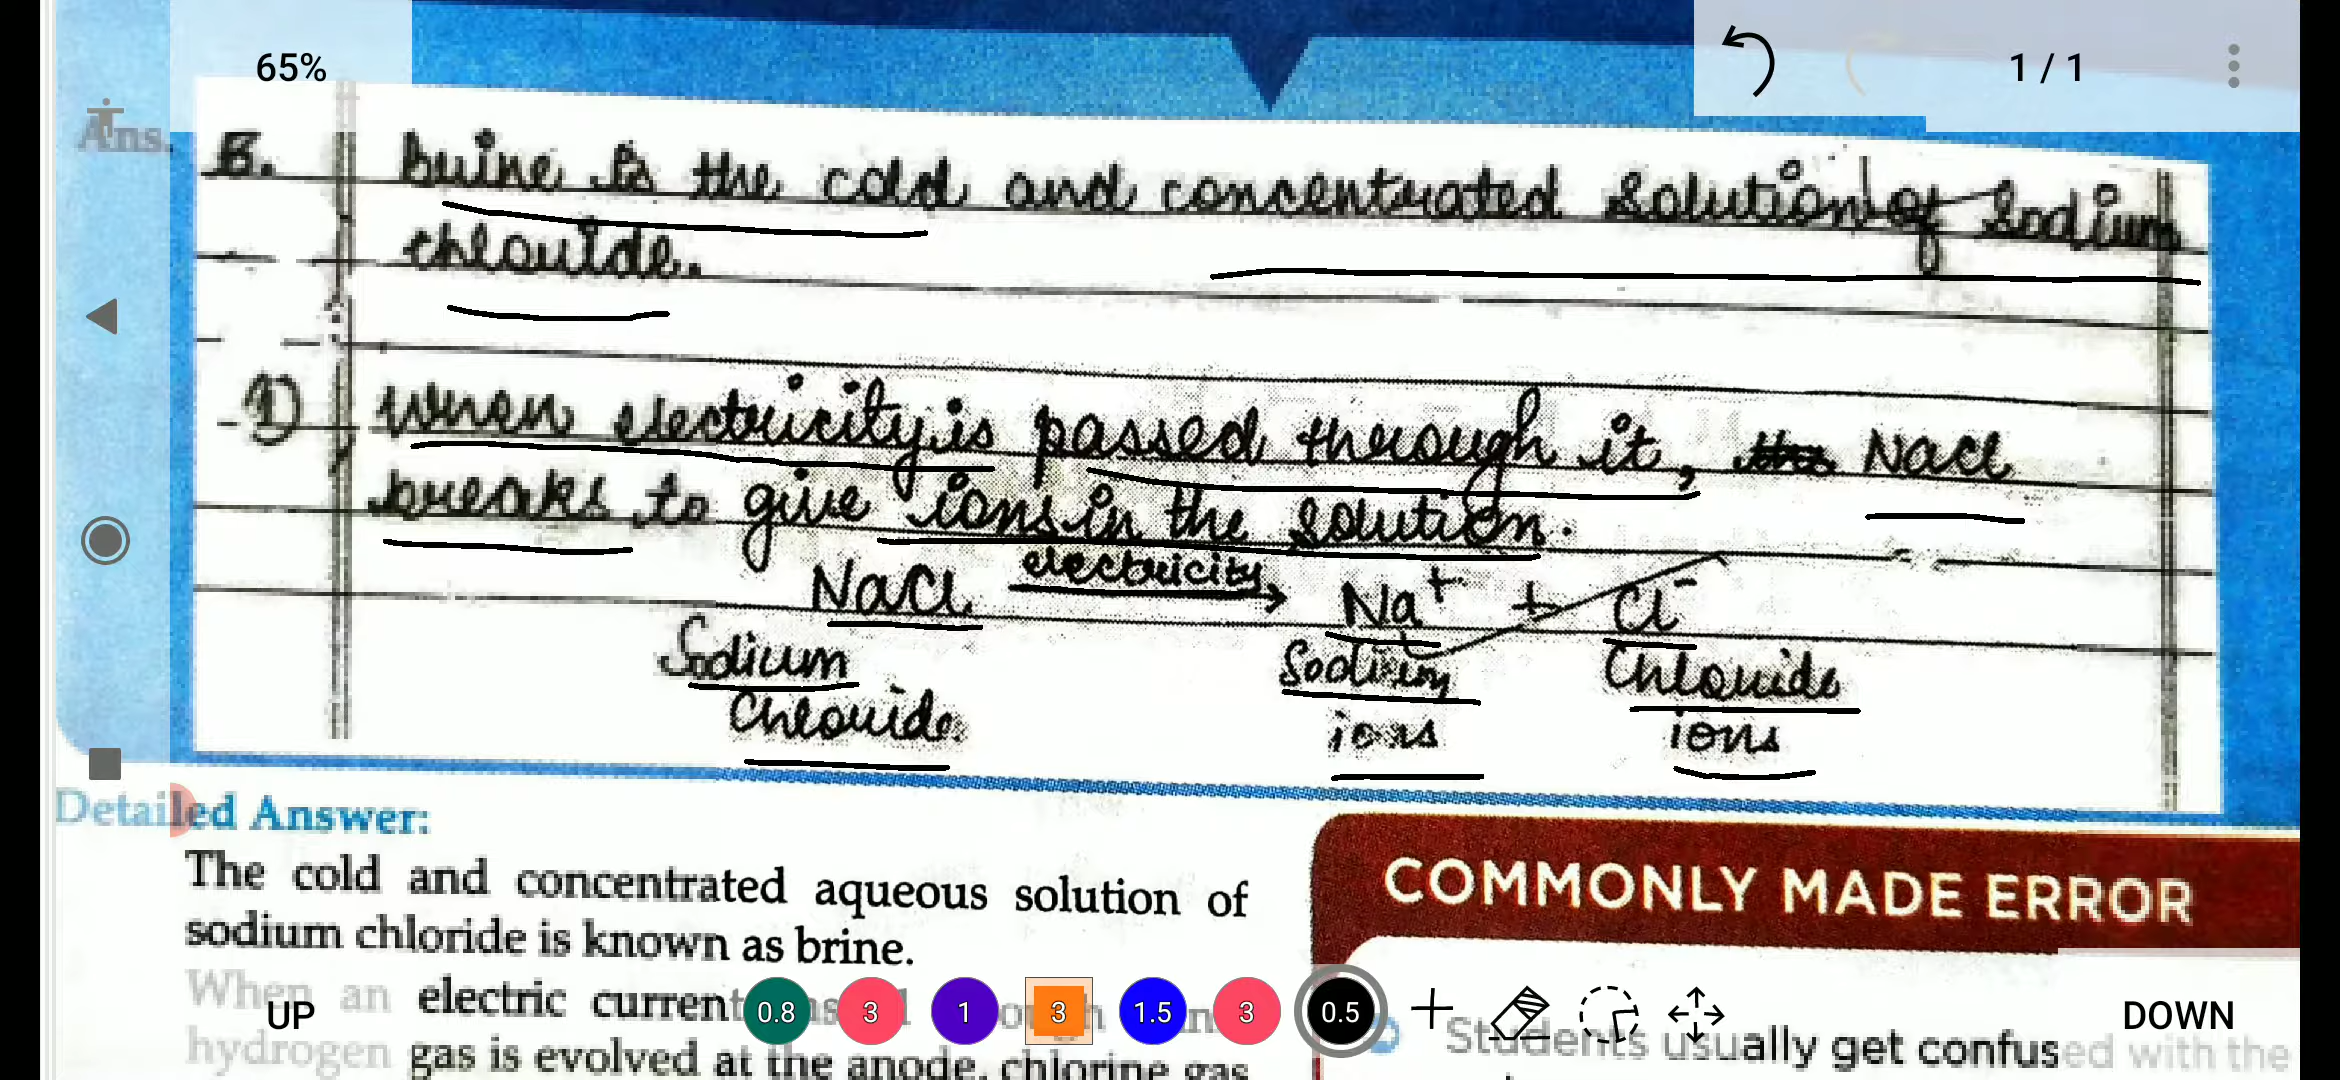 65%
1 / 1
Ans.
B. brine is the cold and concentrated solution of Sodium
chloride.
1) When electricity is passed through it, the NaCl
breaks to give ions in the solution.
NaCl electricity → Na⁺ + Cl⁻
Sodium Sodium Chloride
Chloride ions ions
Detailed Answer:
The cold and concentrated aqueous solution of
sodium chloride is known as brine.
COMMONLY MADE ERROR
When an electric current
hydrogen gas is evolved at the anode, chlorine gas
Students usually get confused with the
UP 0.8 3 1 3 1.5 3 0.5 DOWN